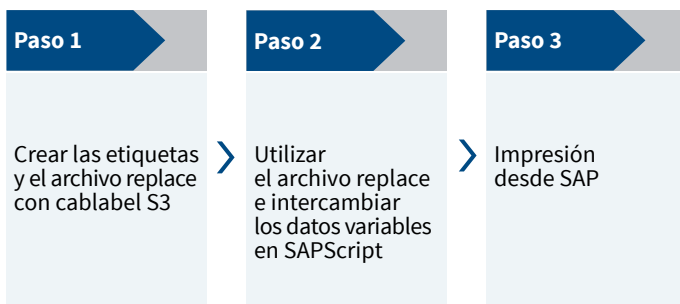 Paso 1
Crear las etiquetas
y el archivo replace
con cablabel S3
Paso 2
Utilizar
el archivo replace
e intercambiar
los datos variables
en SAPScript
Paso 3
Impresión
desde SAP